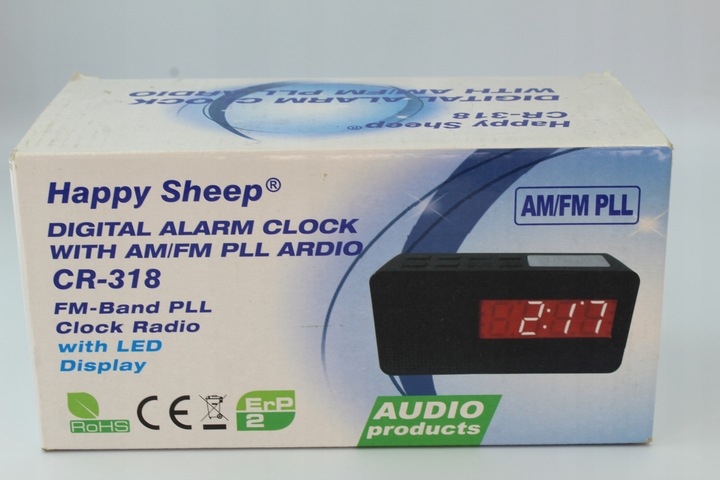 DIGITAL ALARM CLOCK
WITH AM/FM PLL ARDIO
CR-318
Happy Sheep®
Happy Sheep®
DIGITAL ALARM CLOCK
WITH AM/FM PLL ARDIO
CR-318
FM-Band PLL
Clock Radio
with LED
Display
AM/FM PLL
2:17
RoHS
CE
ErP
2
AUDIO
products